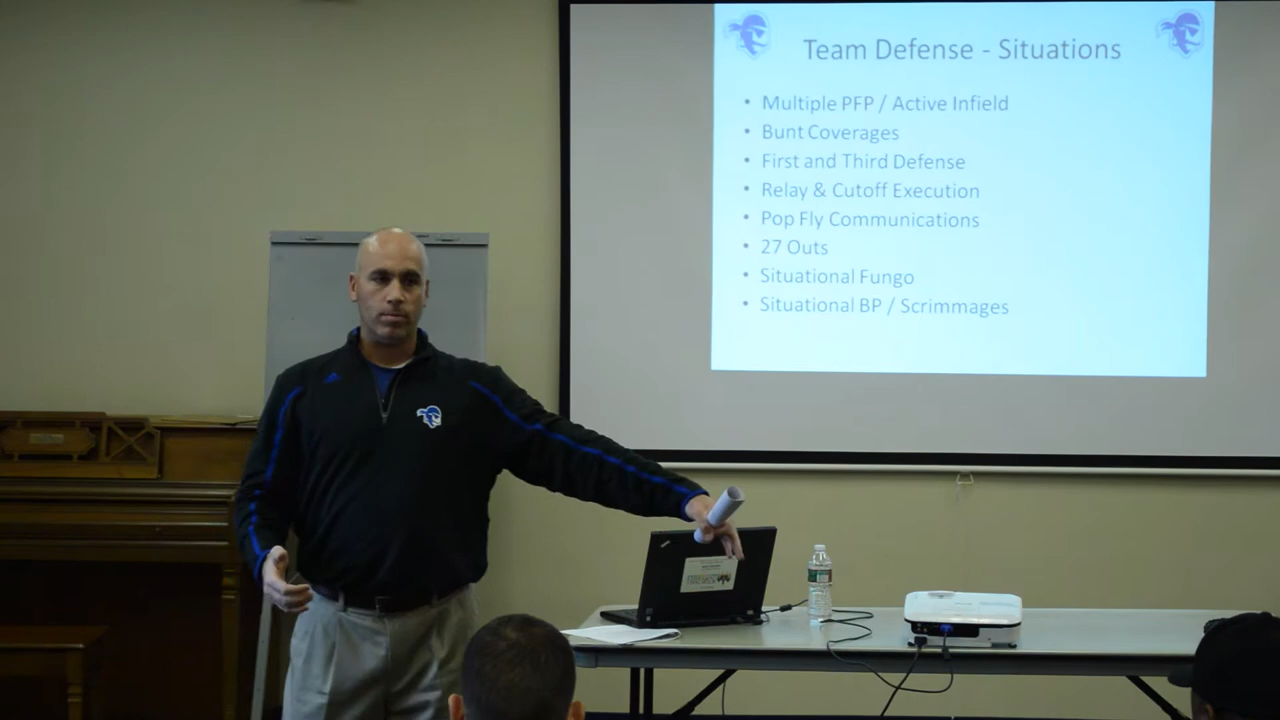 Team Defense - Situations
• Multiple PFP / Active Infield
• Bunt Coverages
• First and Third Defense
• Relay & Cutoff Execution
• Pop Fly Communications
• 27 Outs
• Situational Fungo
• Situational BP / Scrimmages